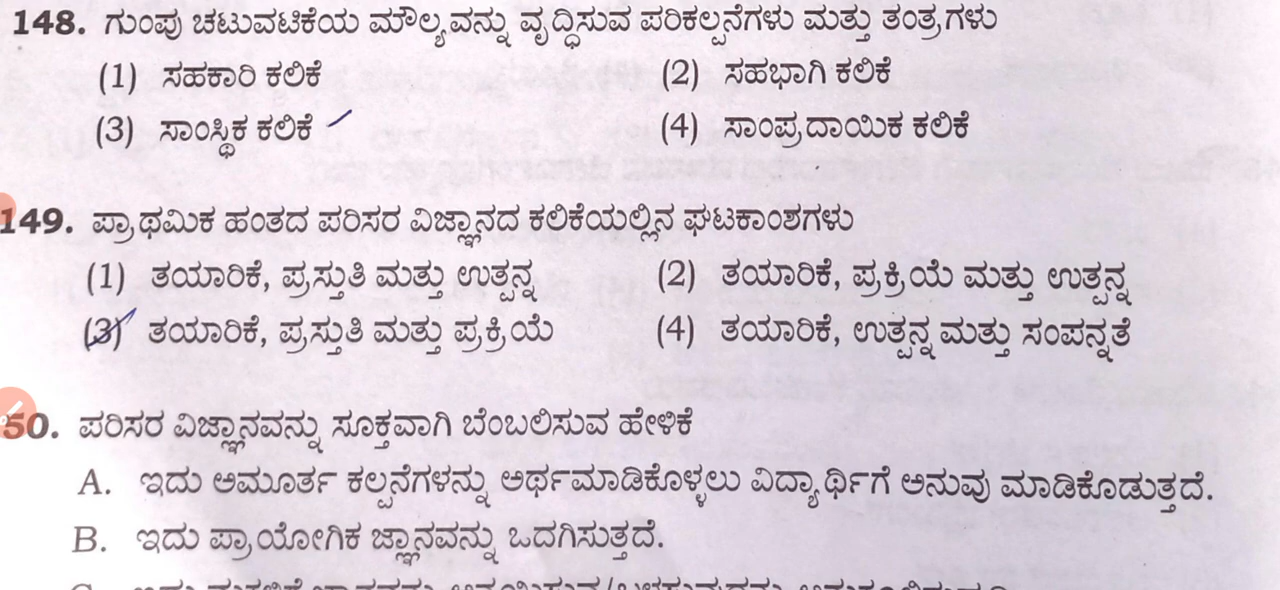 148. ಗುಂಪು ಚಟುವಟಿಕೆಯ ಮೌಲ್ಯವನ್ನು ವೃದ್ಧಿಸುವ ಪರಿಕಲ್ಪನೆಗಳು ಮತ್ತು ತಂತ್ರಗಳು
(1) ಸಹಕಾರಿ ಕಲಿಕೆ (2) ಸಹಭಾಗಿ ಕಲಿಕೆ
(3) ಸಾಂಸ್ಥಿಕ ಕಲಿಕೆ (4) ಸಾಂಪ್ರದಾಯಿಕ ಕಲಿಕೆ
149. ಪ್ರಾಥಮಿಕ ಹಂತದ ಪರಿಸರ ವಿಜ್ಞಾನದ ಕಲಿಕೆಯಲ್ಲಿನ ಘಟಕಾಂಶಗಳು
(1) ತಯಾರಿಕೆ, ಪ್ರಸ್ತುತಿ ಮತ್ತು ಉತ್ಪನ್ನ (2) ತಯಾರಿಕೆ, ಪ್ರಕ್ರಿಯೆ ಮತ್ತು ಉತ್ಪನ್ನ
(3) ತಯಾರಿಕೆ, ಪ್ರಸ್ತುತಿ ಮತ್ತು ಪ್ರಕ್ರಿಯೆ (4) ತಯಾರಿಕೆ, ಉತ್ಪನ್ನ ಮತ್ತು ಸಂಪನ್ನತೆ
50. ಪರಿಸರ ವಿಜ್ಞಾನವನ್ನು ಸೂಕ್ತವಾಗಿ ಬೆಂಬಲಿಸುವ ಹೇಳಿಕೆ
A. ಇದು ಅಮೂರ್ತ ಕಲ್ಪನೆಗಳನ್ನು ಅರ್ಥಮಾಡಿಕೊಳ್ಳಲು ವಿದ್ಯಾರ್ಥಿಗೆ ಅನುವು ಮಾಡಿಕೊಡುತ್ತದೆ.
B. ಇದು ಪ್ರಾಯೋಗಿಕ ಜ್ಞಾನವನ್ನು ಒದಗಿಸುತ್ತದೆ.